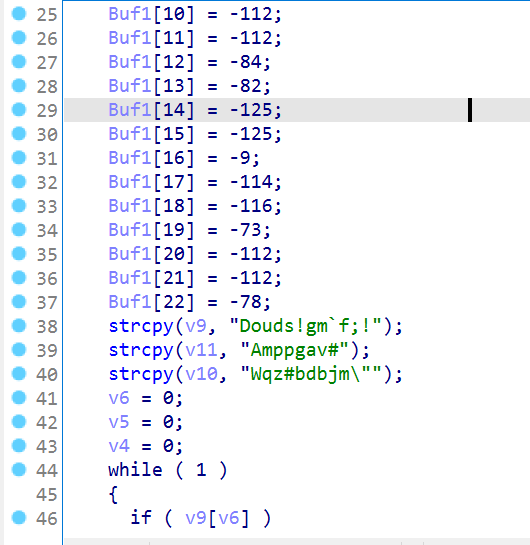 25 Buf1[10] = -112;
26 Buf1[11] = -112;
27 Buf1[12] = -84;
28 Buf1[13] = -82;
29 Buf1[14] = -125;
30 Buf1[15] = -125;
31 Buf1[16] = -9;
32 Buf1[17] = -114;
33 Buf1[18] = -116;
34 Buf1[19] = -73;
35 Buf1[20] = -112;
36 Buf1[21] = -112;
37 Buf1[22] = -78;
38 strcpy(v9, "Douds!gm`f;!");
39 strcpy(v11, "Amppgav#");
40 strcpy(v10, "Wqz#bdbjm\"");
41 v6 = 0;
42 v5 = 0;
43 v4 = 0;
44 while ( 1 )
45 {
46 if ( v9[v6] )